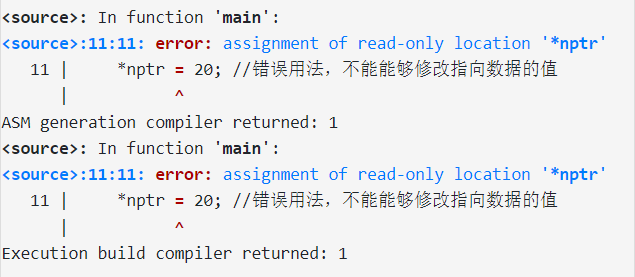 <source>: In function 'main':
<source>:11:11: error: assignment of read-only location '*nptr'
11 |     *nptr = 20; //错误用法，不能能够修改指向数据的值
|           ^
ASM generation compiler returned: 1
<source>: In function 'main':
<source>:11:11: error: assignment of read-only location '*nptr'
11 |     *nptr = 20; //错误用法，不能能够修改指向数据的值
|           ^
Execution build compiler returned: 1